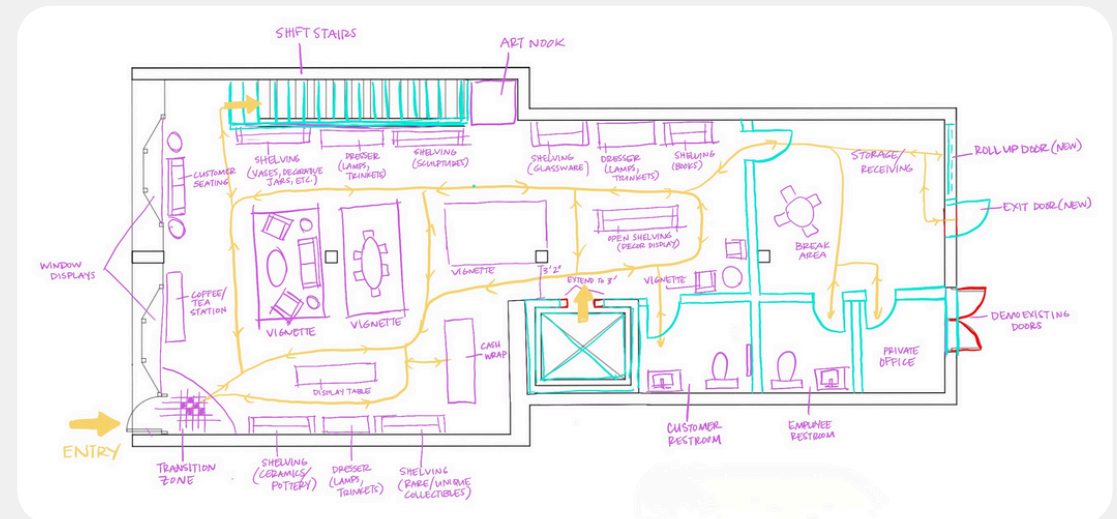 SHIFT STAIRS
ART NOOK
SHELVING
(VASES, DECORATIVE
JARS, ETC.)
DRESSER
(LAMPS,
TRINKETS)
SHELVING
(SCULPTURES)
SHELVING
(GLASSWARE)
DRESSER
(LAMPS,
TRINKETS)
SHELVING
(BOOKS)
STORAGE/
RECEIVING
ROLL UP DOOR (NEW)
EXIT DOOR (NEW)
CUSTOMER
SEATING
WINDOW
DISPLAYS
COFFEE/
TEA
STATION
VIGNETTE
VIGNETTE
VIGNETTE
3'2"
OPEN SHELVING
(DECOR DISPLAY)
EXTEND TO 3'
VIGNETTE
BREAK
AREA
DEMO EXISTING
DOORS
PRIVATE
OFFICE
CASH
WRAP
DISPLAY TABLE
ENTRY
TRANSITION
ZONE
SHELVING
(CERAMICS/
POTTERY)
DRESSER
(LAMPS,
TRINKETS)
SHELVING
(RARE/UNIQUE
COLLECTIBLES)
CUSTOMER
RESTROOM
EMPLOYEE
RESTROOM